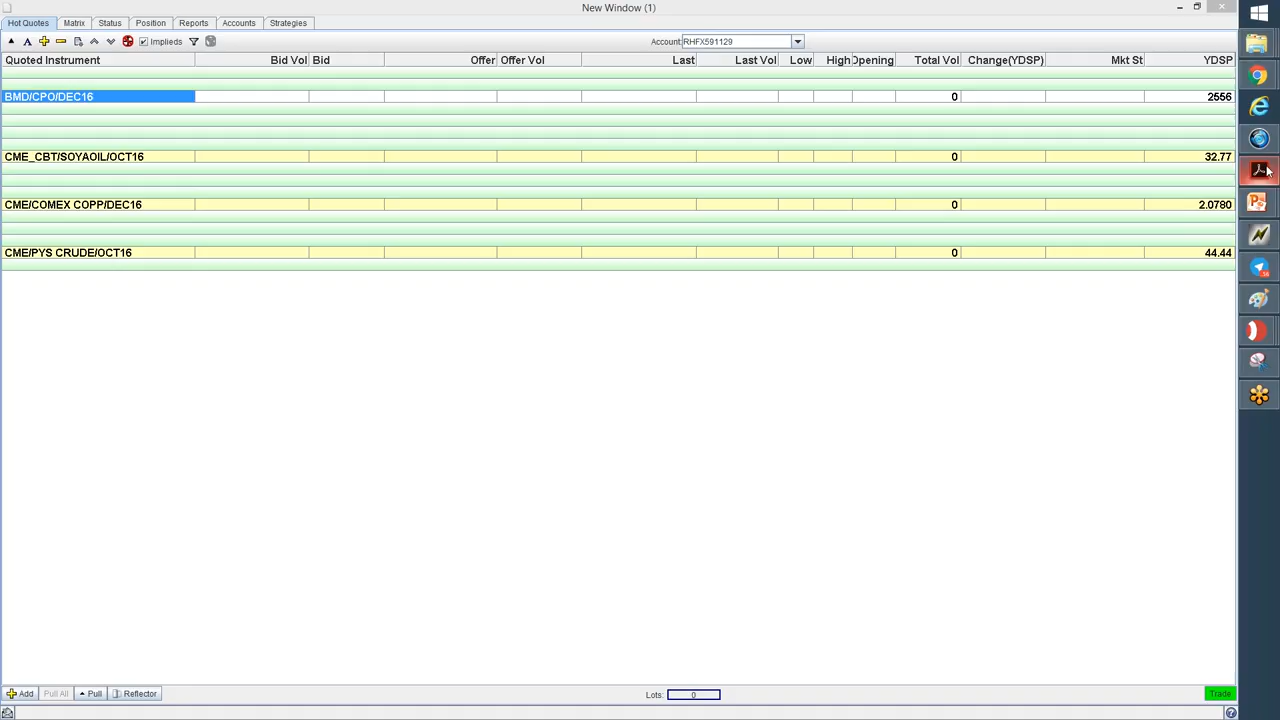 New Window (1)
Hot Quotes Matrix Status Position Reports Accounts Strategies
A Implieds Account: RHFX591129
Quoted Instrument Bid Vol Bid Offer Offer Vol Last Last Vol Low High Opening Total Vol Change(YDSP) Mkt St YDSP
BMD/CPO/DEC16 0 2556
CME_CBT/SOYAOIL/OCT16 0 32.77
CME/COMEX COPP/DEC16 0 2.0780
CME/PYS CRUDE/OCT16 0 44.44
Add Pull All Pull Reflector Lots: 0 Trade